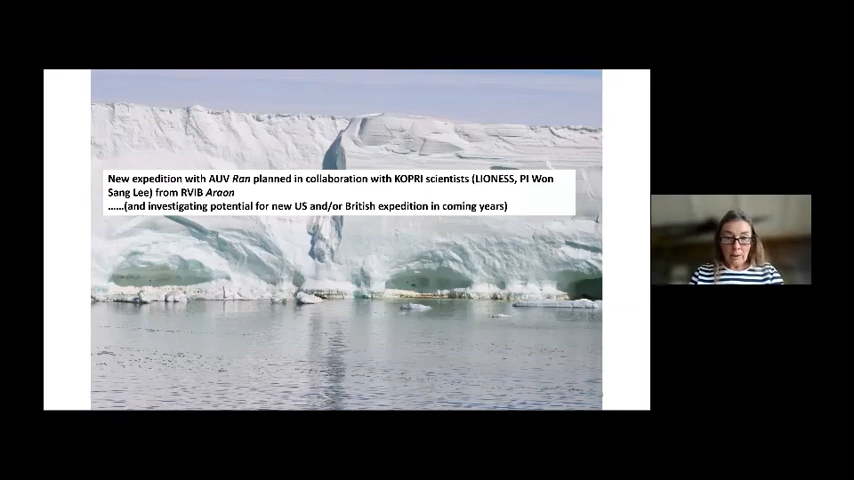 New expedition with AUV Ran planned in collaboration with KOPRI scientists (LIONESS, PI Won
Sang Lee) from RVIB Araon
......(and investigating potential for new US and/or British expedition in coming years)